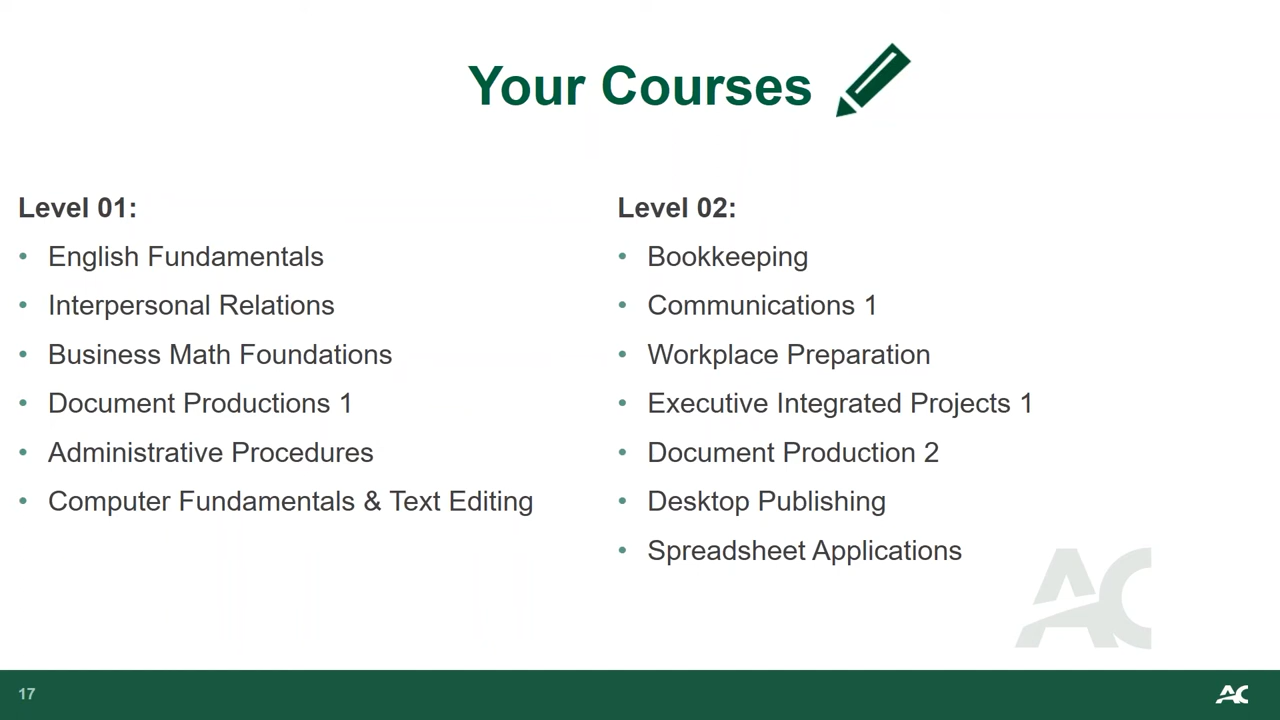 Your Courses
Level 01:
• English Fundamentals
• Interpersonal Relations
• Business Math Foundations
• Document Productions 1
• Administrative Procedures
• Computer Fundamentals & Text Editing
Level 02:
• Bookkeeping
• Communications 1
• Workplace Preparation
• Executive Integrated Projects 1
• Document Production 2
• Desktop Publishing
• Spreadsheet Applications
AC
17
AC